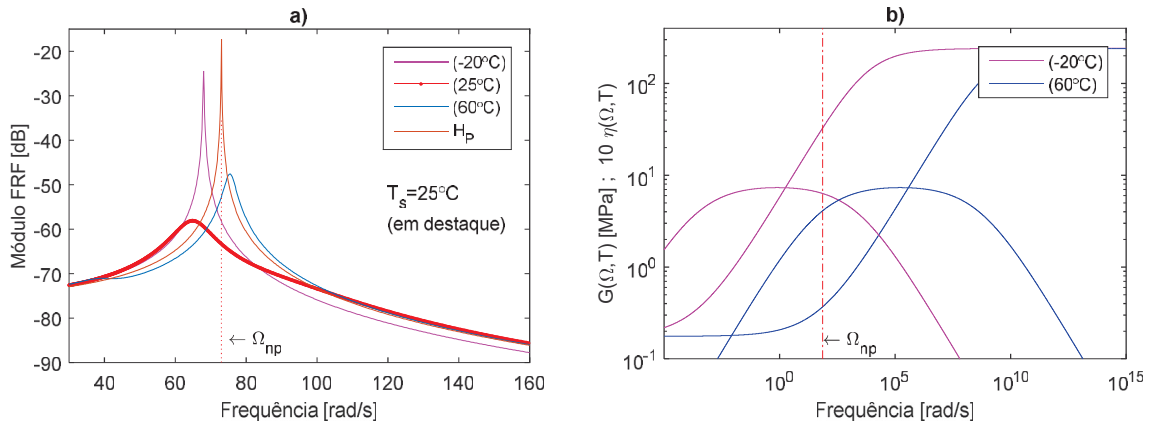 a)
Módulo FRF [dB]
-20
-30
-40
-50
-60
-70
-80
-90
40
60
80
100
120
140
160
Frequência [rad/s]
(-20°C)
(25°C)
(60°C)
H_P
T_s=25°C
(em destaque)
← Ω_np
b)
G(Ω,T) [MPa] ; 10 η(Ω,T)
10^2
10^1
10^0
10^-1
10^0
10^5
10^10
10^15
Frequência [rad/s]
(-20°C)
(60°C)
← Ω_np